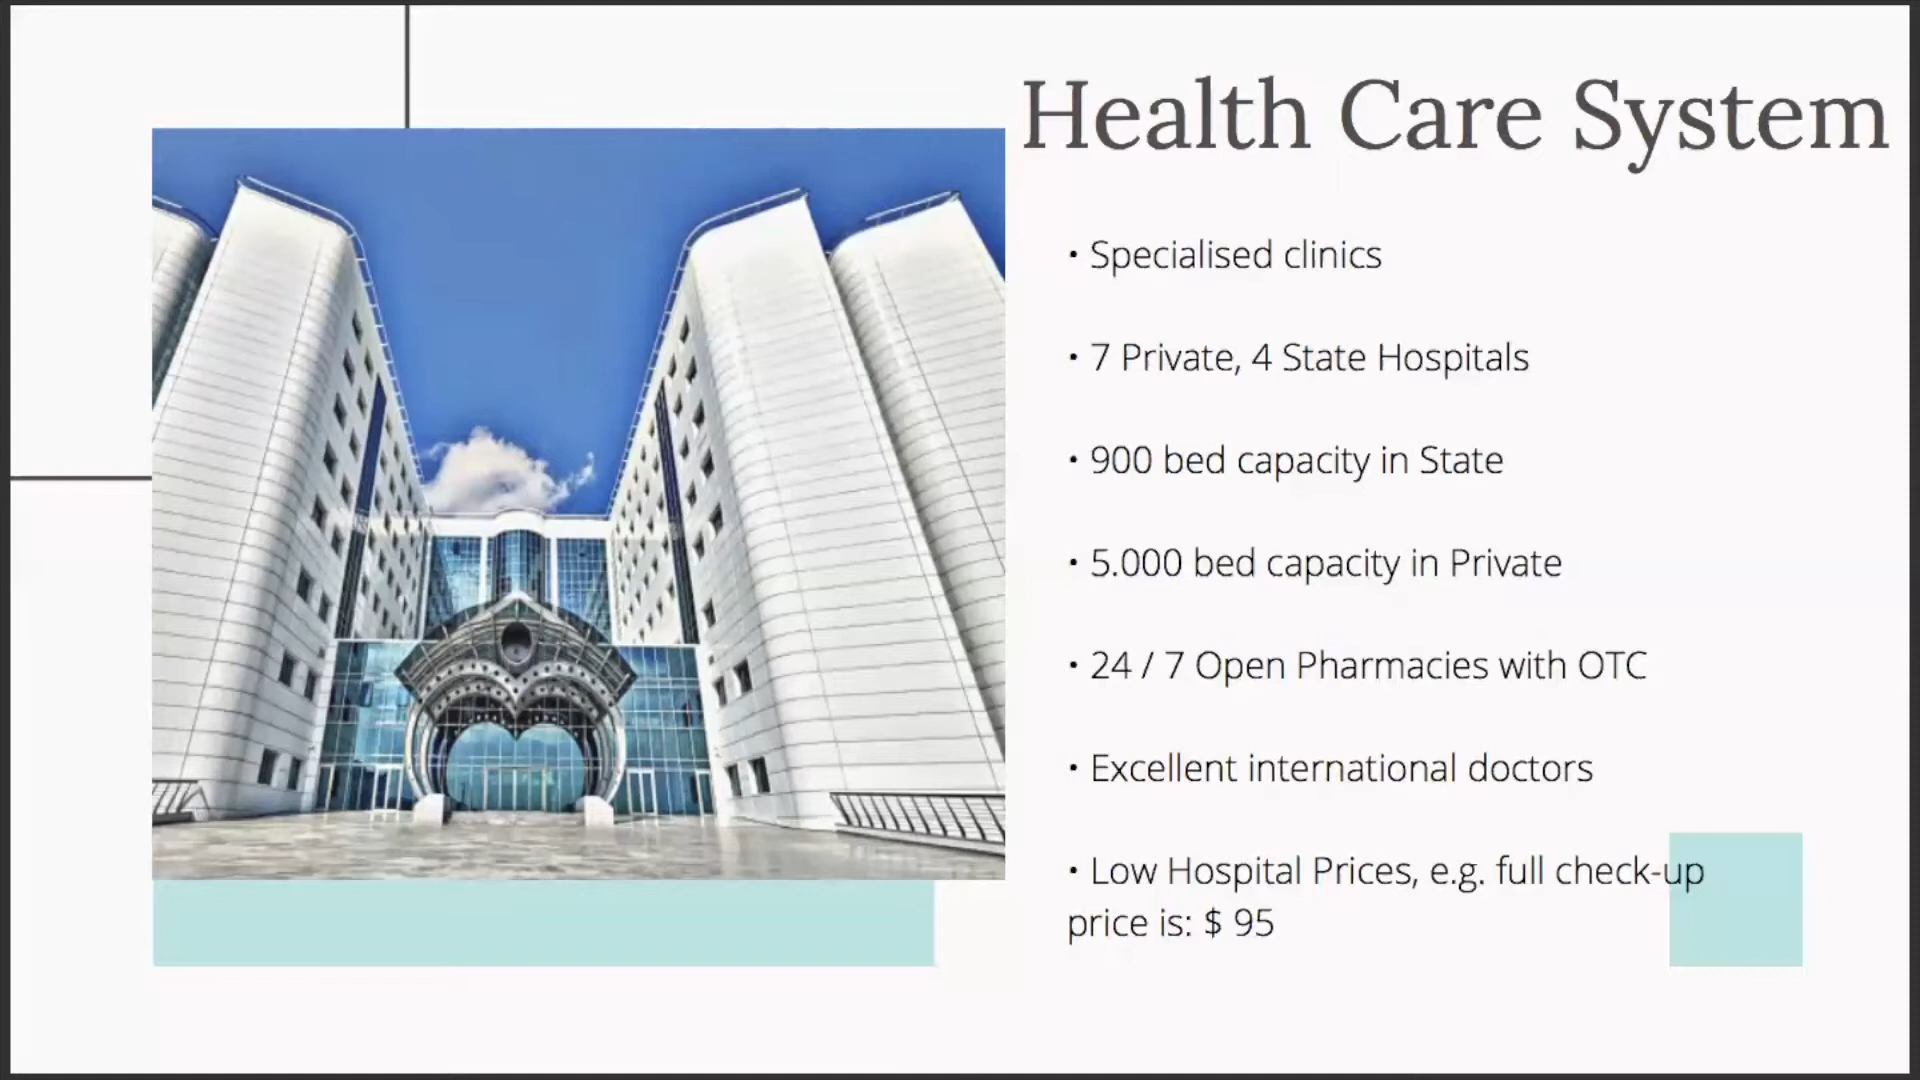 Health Care System
• Specialised clinics
• 7 Private, 4 State Hospitals
• 900 bed capacity in State
• 5.000 bed capacity in Private
• 24 / 7 Open Pharmacies with OTC
• Excellent international doctors
• Low Hospital Prices, e.g. full check-up
price is: $ 95